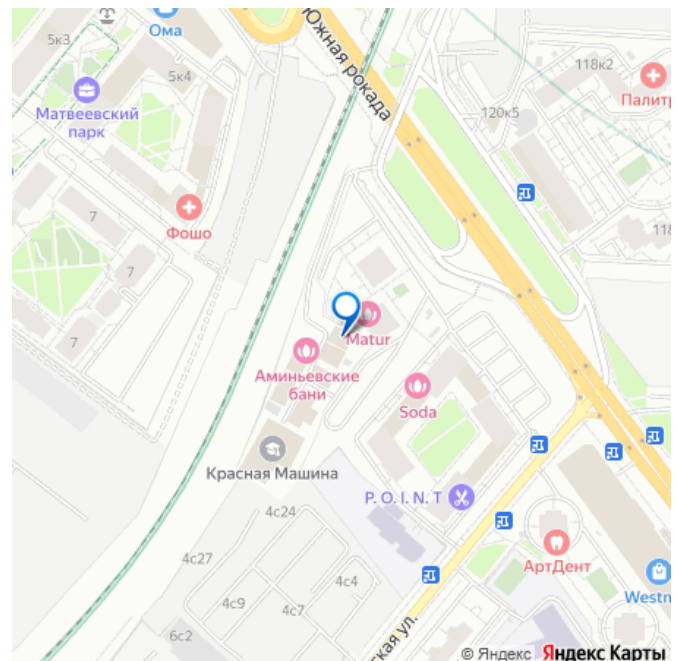 5к3
Ома
Южная рокада
5к4
Матвеевский
парк
118к2
Палитр
120к5
Фошо
7
7
7
118
Matur
Аминьевские
бани
Soda
Красная Машина
P. O. I. N. T
4с24
4с27
4с4
4с9
4с7
6с2
ская ул.
АртДент
Westm
© Яндекс Яндекс Карты